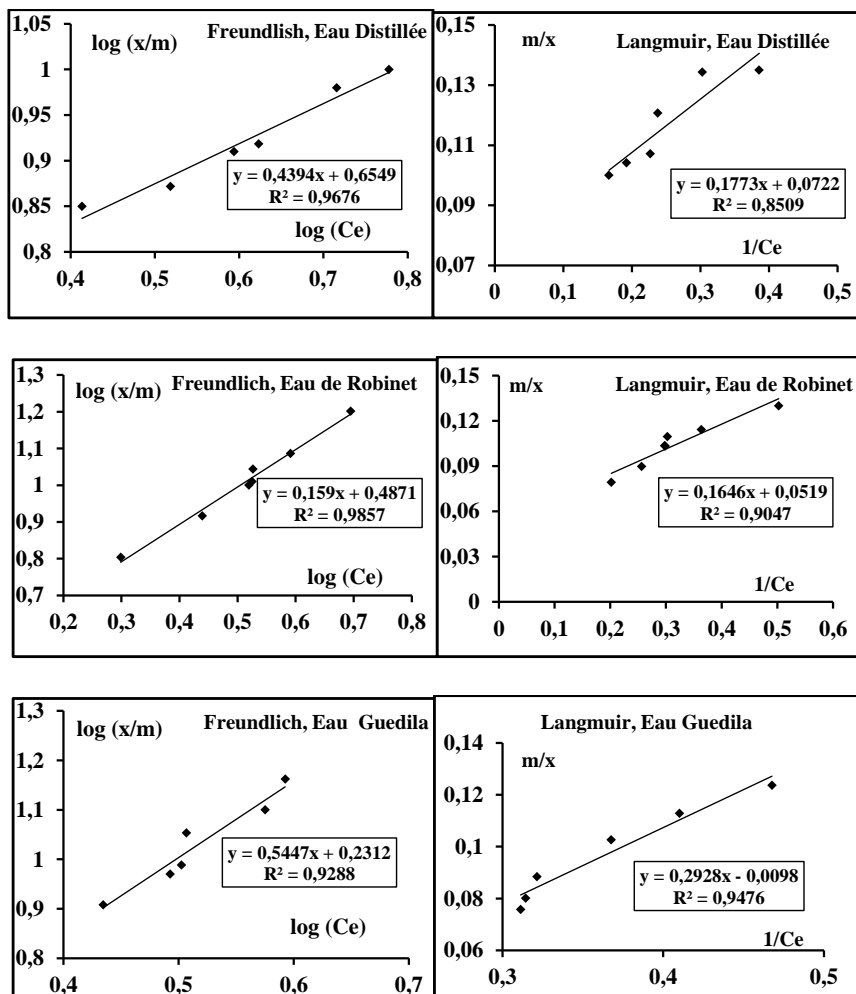 log (x/m)
Freundlish, Eau Distillée
1,05
1
0,95
0,9
0,85
0,8
y = 0,4394x + 0,6549
R² = 0,9676
log (Ce)
0,4 0,5 0,6 0,7 0,8
m/x
Langmuir, Eau Distillée
0,15
0,13
0,11
0,09
0,07
y = 0,1773x + 0,0722
R² = 0,8509
1/Ce
0 0,1 0,2 0,3 0,4 0,5
log (x/m)
Freundlich, Eau de Robinet
1,3
1,2
1,1
1
0,9
0,8
0,7
y = 0,159x + 0,4871
R² = 0,9857
log (Ce)
0,2 0,3 0,4 0,5 0,6 0,7 0,8
m/x
Langmuir, Eau de Robinet
0,15
0,12
0,09
0,06
0,03
0
y = 0,1646x + 0,0519
R² = 0,9047
1/Ce
0 0,1 0,2 0,3 0,4 0,5 0,6
log (x/m)
Freundlich, Eau Guedila
1,3
1,2
1,1
1
0,9
0,8
y = 0,5447x + 0,2312
R² = 0,9288
log (Ce)
0,4 0,5 0,6 0,7
Langmuir, Eau Guedila
m/x
0,14
0,12
0,1
0,08
0,06
y = 0,2928x - 0,0098
R² = 0,9476
1/Ce
0,3 0,4 0,5